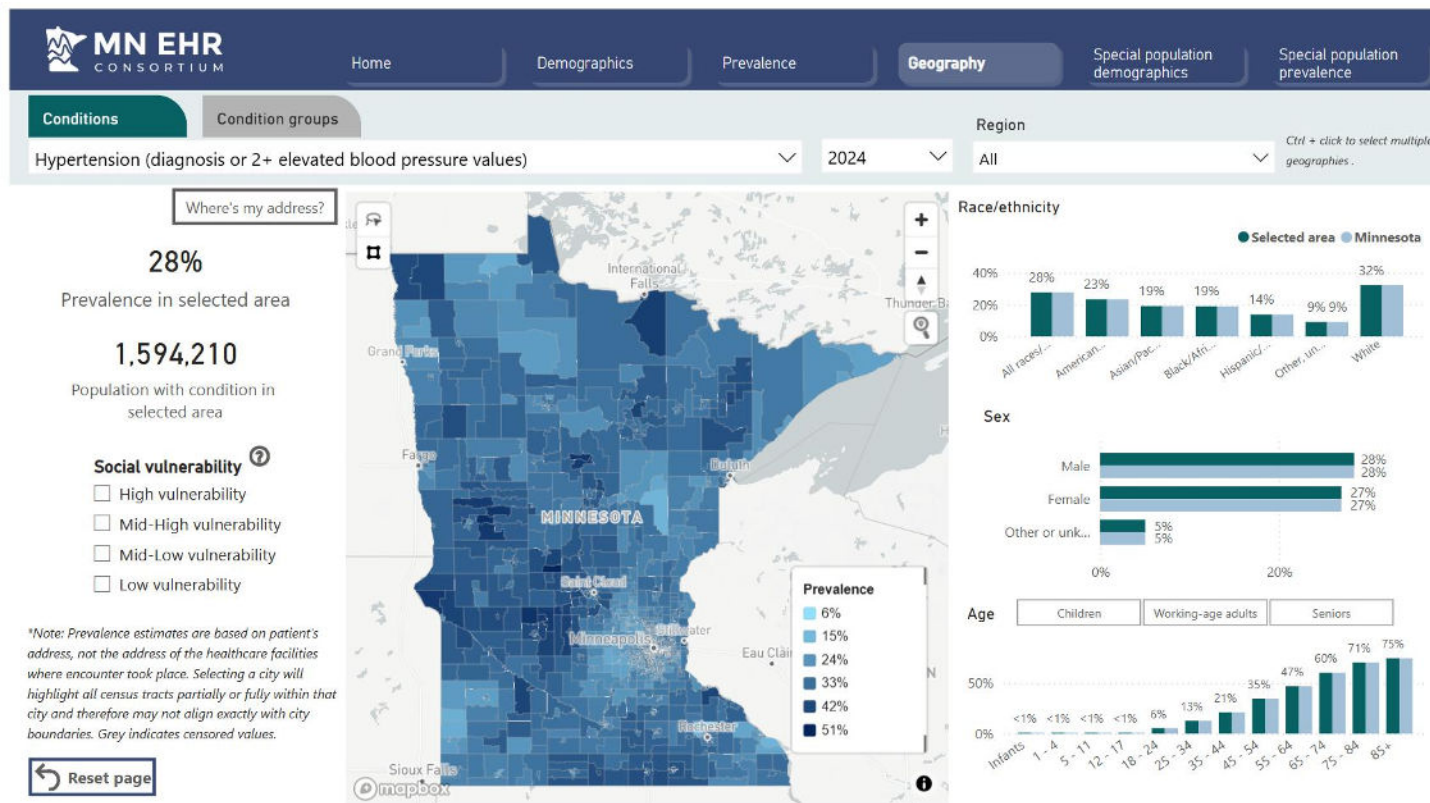 MN EHR
CONSORTIUM
Home
Demographics
Prevalence
Geography
Special population
demographics
Special population
prevalence
Conditions
Condition groups
Hypertension (diagnosis or 2+ elevated blood pressure values)
2024
Region
All
Ctrl + click to select multiple
geographies .
Where's my address?
28%
Prevalence in selected area
1,594,210
Population with condition in
selected area
Social vulnerability ?
High vulnerability
Mid-High vulnerability
Mid-Low vulnerability
Low vulnerability
*Note: Prevalence estimates are based on patient's
address, not the address of the healthcare facilities
where encounter took place. Selecting a city will
highlight all census tracts partially or fully within that
city and therefore may not align exactly with city
boundaries. Grey indicates censored values.
Reset page
International
Falls
Thunder Ba
Grand Forks
Fargo
Duluth
MINNESOTA
Saint Cloud
Minneapolis
Stillwater
Eau Clai
Rochester
Sioux Falls
mapbox
Prevalence
6%
15%
24%
33%
42%
51%
Race/ethnicity
Selected area Minnesota
40%
20%
0%
28%
23%
19%
19%
14%
9% 9%
32%
All races/...
American...
Asian/Pac...
Black/Afri...
Hispanic/...
Other, un...
White
Sex
Male
28%
28%
Female
27%
27%
Other or unk...
5%
5%
0%
20%
Age
Children
Working-age adults
Seniors
50%
0%
<1%
<1%
<1%
<1%
6%
13%
21%
35%
47%
60%
71%
75%
Infants
1 - 4
5 - 11
12 - 17
18 - 24
25 - 34
35 - 44
45 - 54
55 - 64
65 - 74
75 - 84
85+